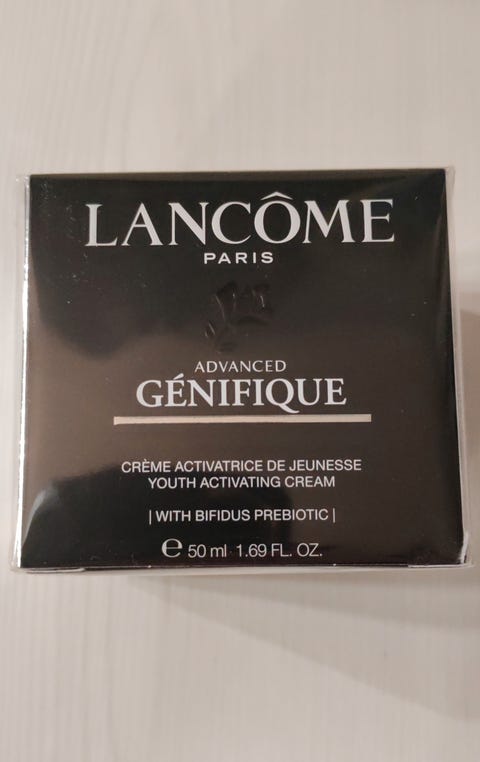 LANCÔME
PARIS
ADVANCED
GÉNIFIQUE
CRÈME ACTIVATRICE DE JEUNESSE
YOUTH ACTIVATING CREAM
| WITH BIFIDUS PREBIOTIC |
℮ 50 ml 1.69 FL. OZ.